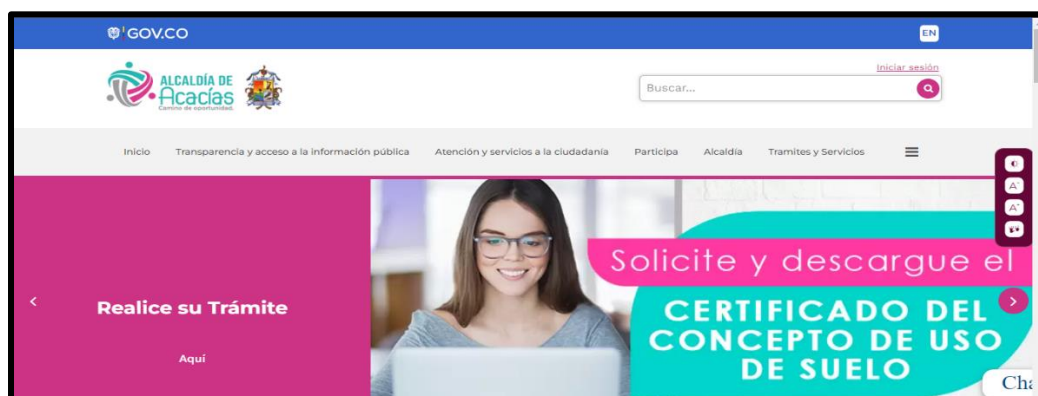 GOV.CO
EN
ALCALDÍA DE
Acacías
Camino de oportunidad.
Iniciar sesión
Buscar...
Inicio Transparencia y acceso a la información pública Atención y servicios a la ciudadanía Participa Alcaldía Tramites y Servicios
A-
A+
Realice su Trámite
Aquí
Solicite y descargue el
CERTIFICADO DEL
CONCEPTO DE USO
DE SUELO
Cha